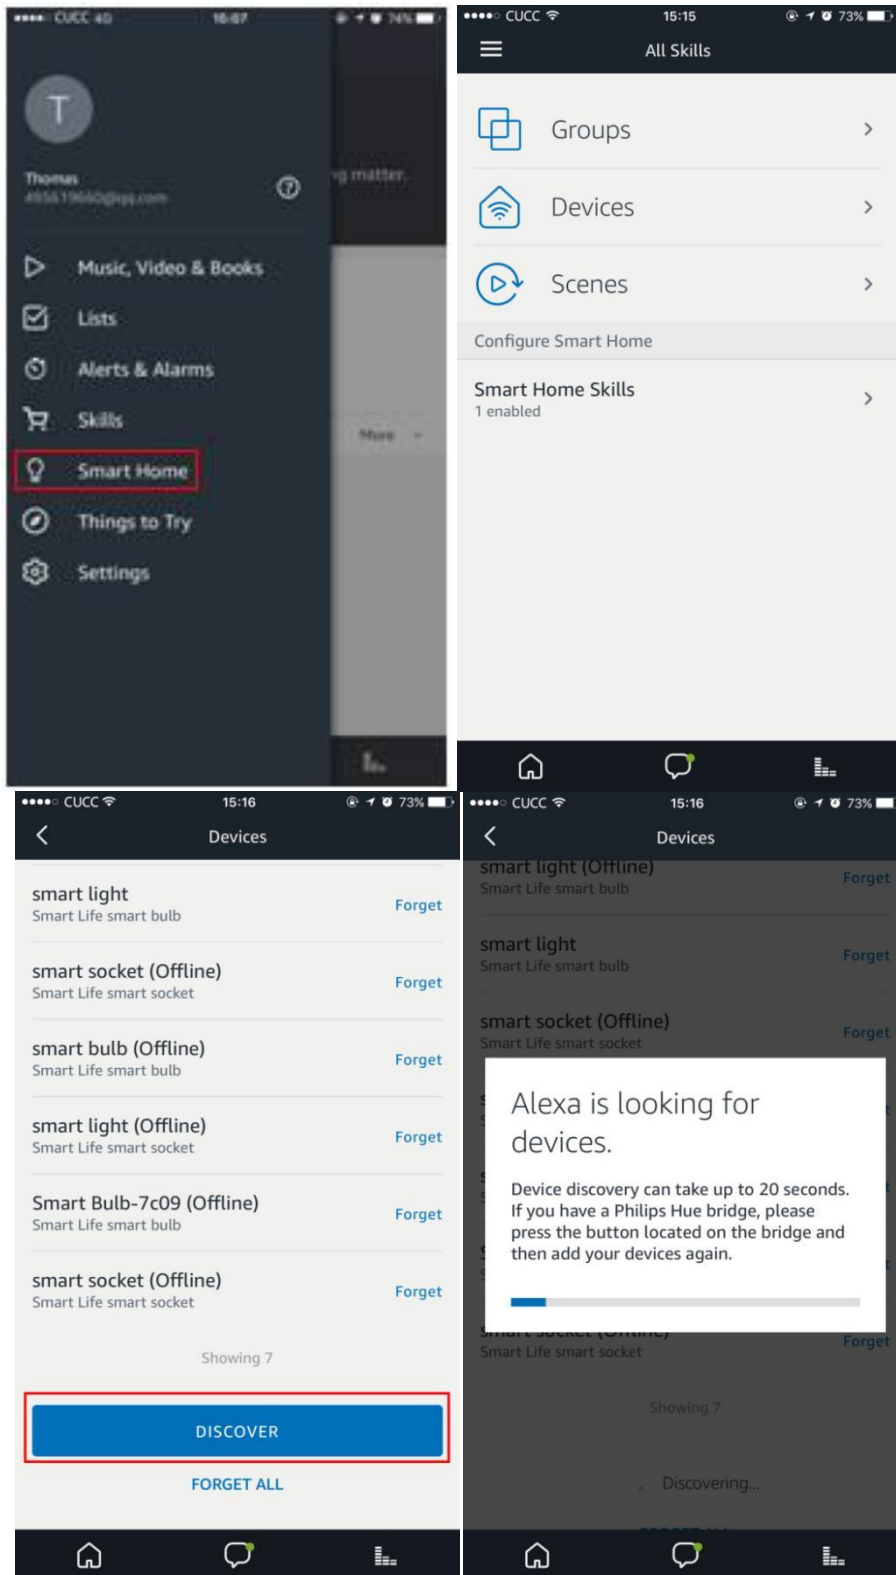 CUCC 4G 16:07 74%
T
Thomas
ng matter.
Music, Video & Books
Lists
Alerts & Alarms
Skills
More
Smart Home
Things to Try
Settings
CUCC 15:15 73%
All Skills
Groups
Devices
Scenes
Configure Smart Home
Smart Home Skills
1 enabled
CUCC 15:16 73%
Devices
smart light
Smart Life smart bulb
Forget
smart socket (Offline)
Smart Life smart socket
Forget
smart bulb (Offline)
Smart Life smart bulb
Forget
smart light (Offline)
Smart Life smart socket
Forget
Smart Bulb-7c09 (Offline)
Smart Life smart bulb
Forget
smart socket (Offline)
Smart Life smart socket
Forget
Showing 7
DISCOVER
FORGET ALL
CUCC 15:16 73%
Devices
smart light (Offline)
Smart Life smart bulb
Forget
smart light
Smart Life smart bulb
Forget
smart socket (Offline)
Smart Life smart socket
Forget
Alexa is looking for
devices.
Device discovery can take up to 20 seconds.
If you have a Philips Hue bridge, please
press the button located on the bridge and
then add your devices again.
smart socket (Offline)
Smart Life smart socket
Forget
Showing 7
Discovering...
FORGET ALL